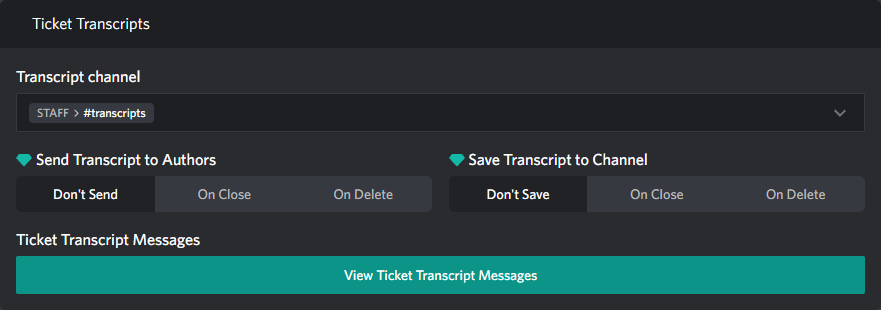 Ticket Transcripts
Transcript channel
STAFF > #transcripts
Send Transcript to Authors
Save Transcript to Channel
Don't Send On Close On Delete
Don't Save On Close On Delete
Ticket Transcript Messages
View Ticket Transcript Messages